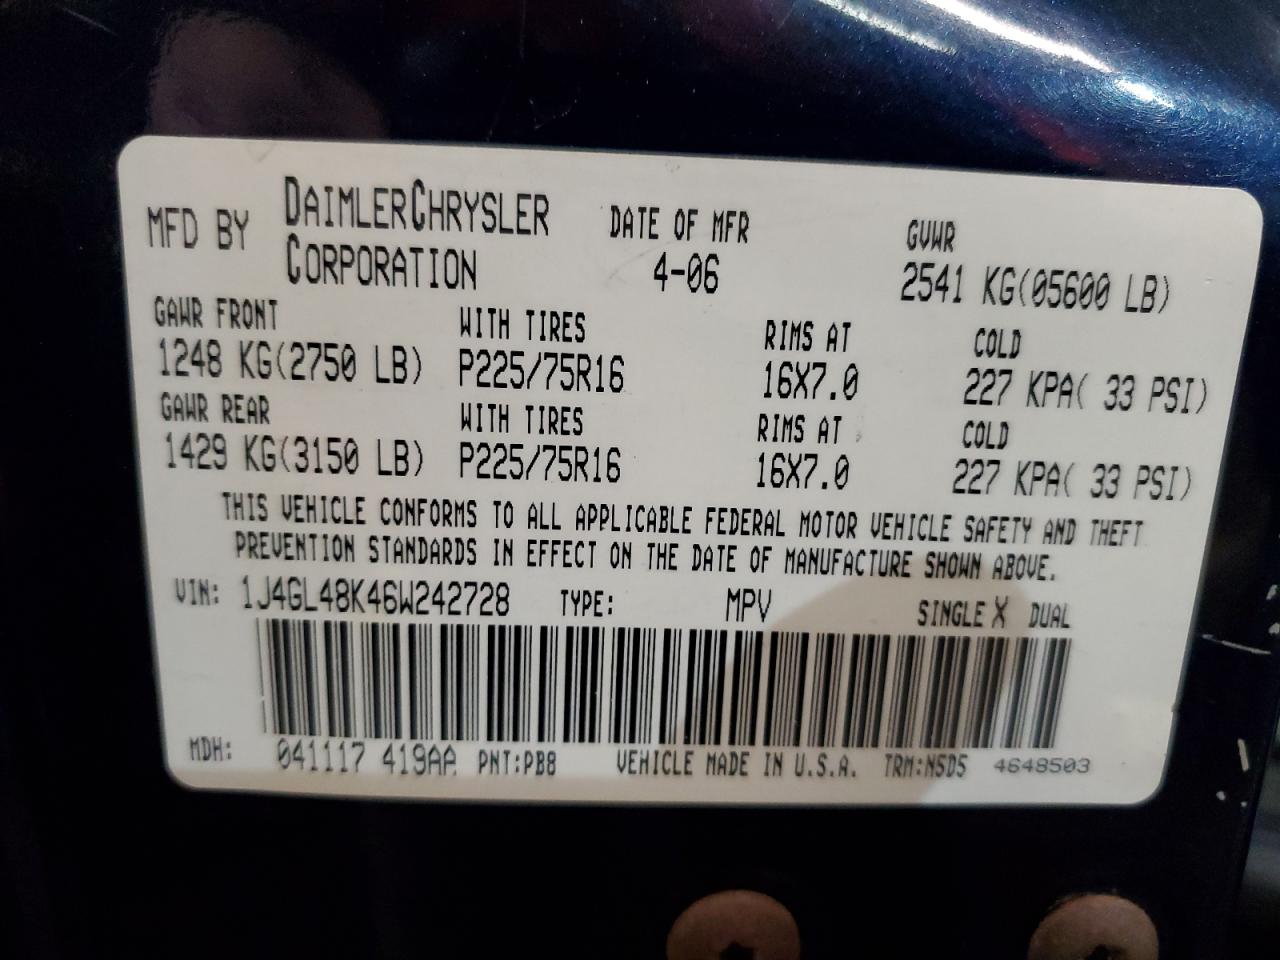 MFD BY DAIMLERCHRYSLER CORPORATION
DATE OF MFR
4-06
GVWR
2541 KG(05600 LB)
GAWR FRONT WITH TIRES RIMS AT COLD
1248 KG(2750 LB) P225/75R16 16X7.0 227 KPA( 33 PSI)
GAWR REAR WITH TIRES RIMS AT COLD
1429 KG(3150 LB) P225/75R16 16X7.0 227 KPA( 33 PSI)
THIS VEHICLE CONFORMS TO ALL APPLICABLE FEDERAL MOTOR VEHICLE SAFETY AND THEFT
PREVENTION STANDARDS IN EFFECT ON THE DATE OF MANUFACTURE SHOWN ABOVE.
VIN: 1J4GL48K46W242728 TYPE: MPV SINGLE X DUAL
MDH: 041117 419AA PNT:PB8 VEHICLE MADE IN U.S.A. TRM:N5D5 4648503